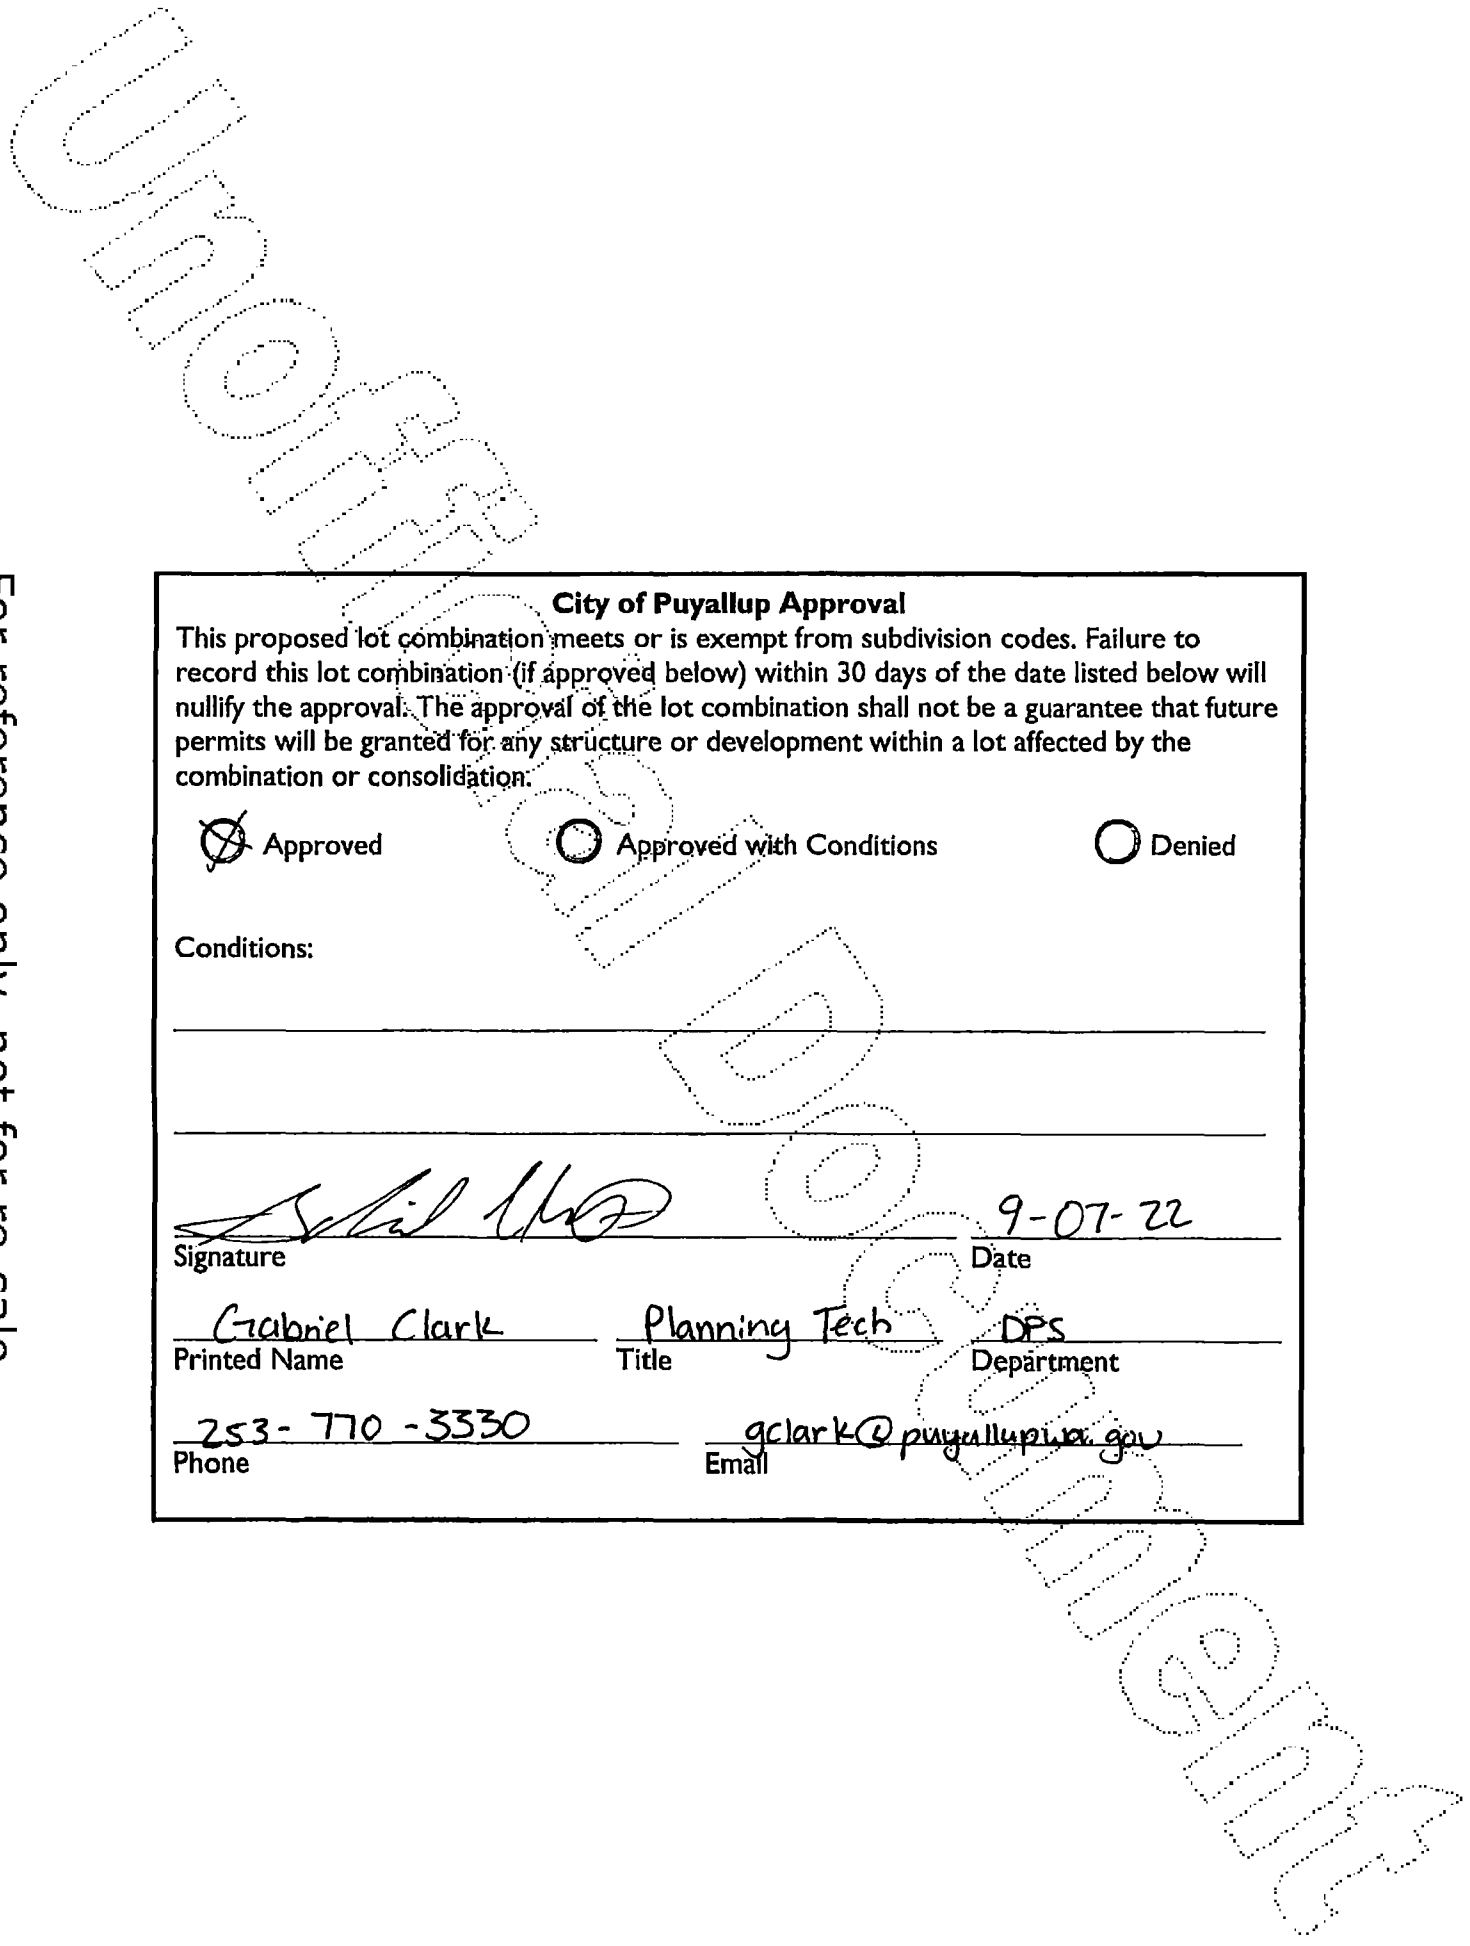 Unofficial Document
For reference only, not for re-sale.
City of Puyallup Approval
This proposed lot combination meets or is exempt from subdivision codes. Failure to
record this lot combination (if approved below) within 30 days of the date listed below will
nullify the approval. The approval of the lot combination shall not be a guarantee that future
permits will be granted for any structure or development within a lot affected by the
combination or consolidation.
Approved Approved with Conditions Denied
Conditions:
9-07-22
Signature Date
Gabriel Clark Planning Tech DPS
Printed Name Title Department
253-770-3330 gclark@puyallupwa.gov
Phone Email